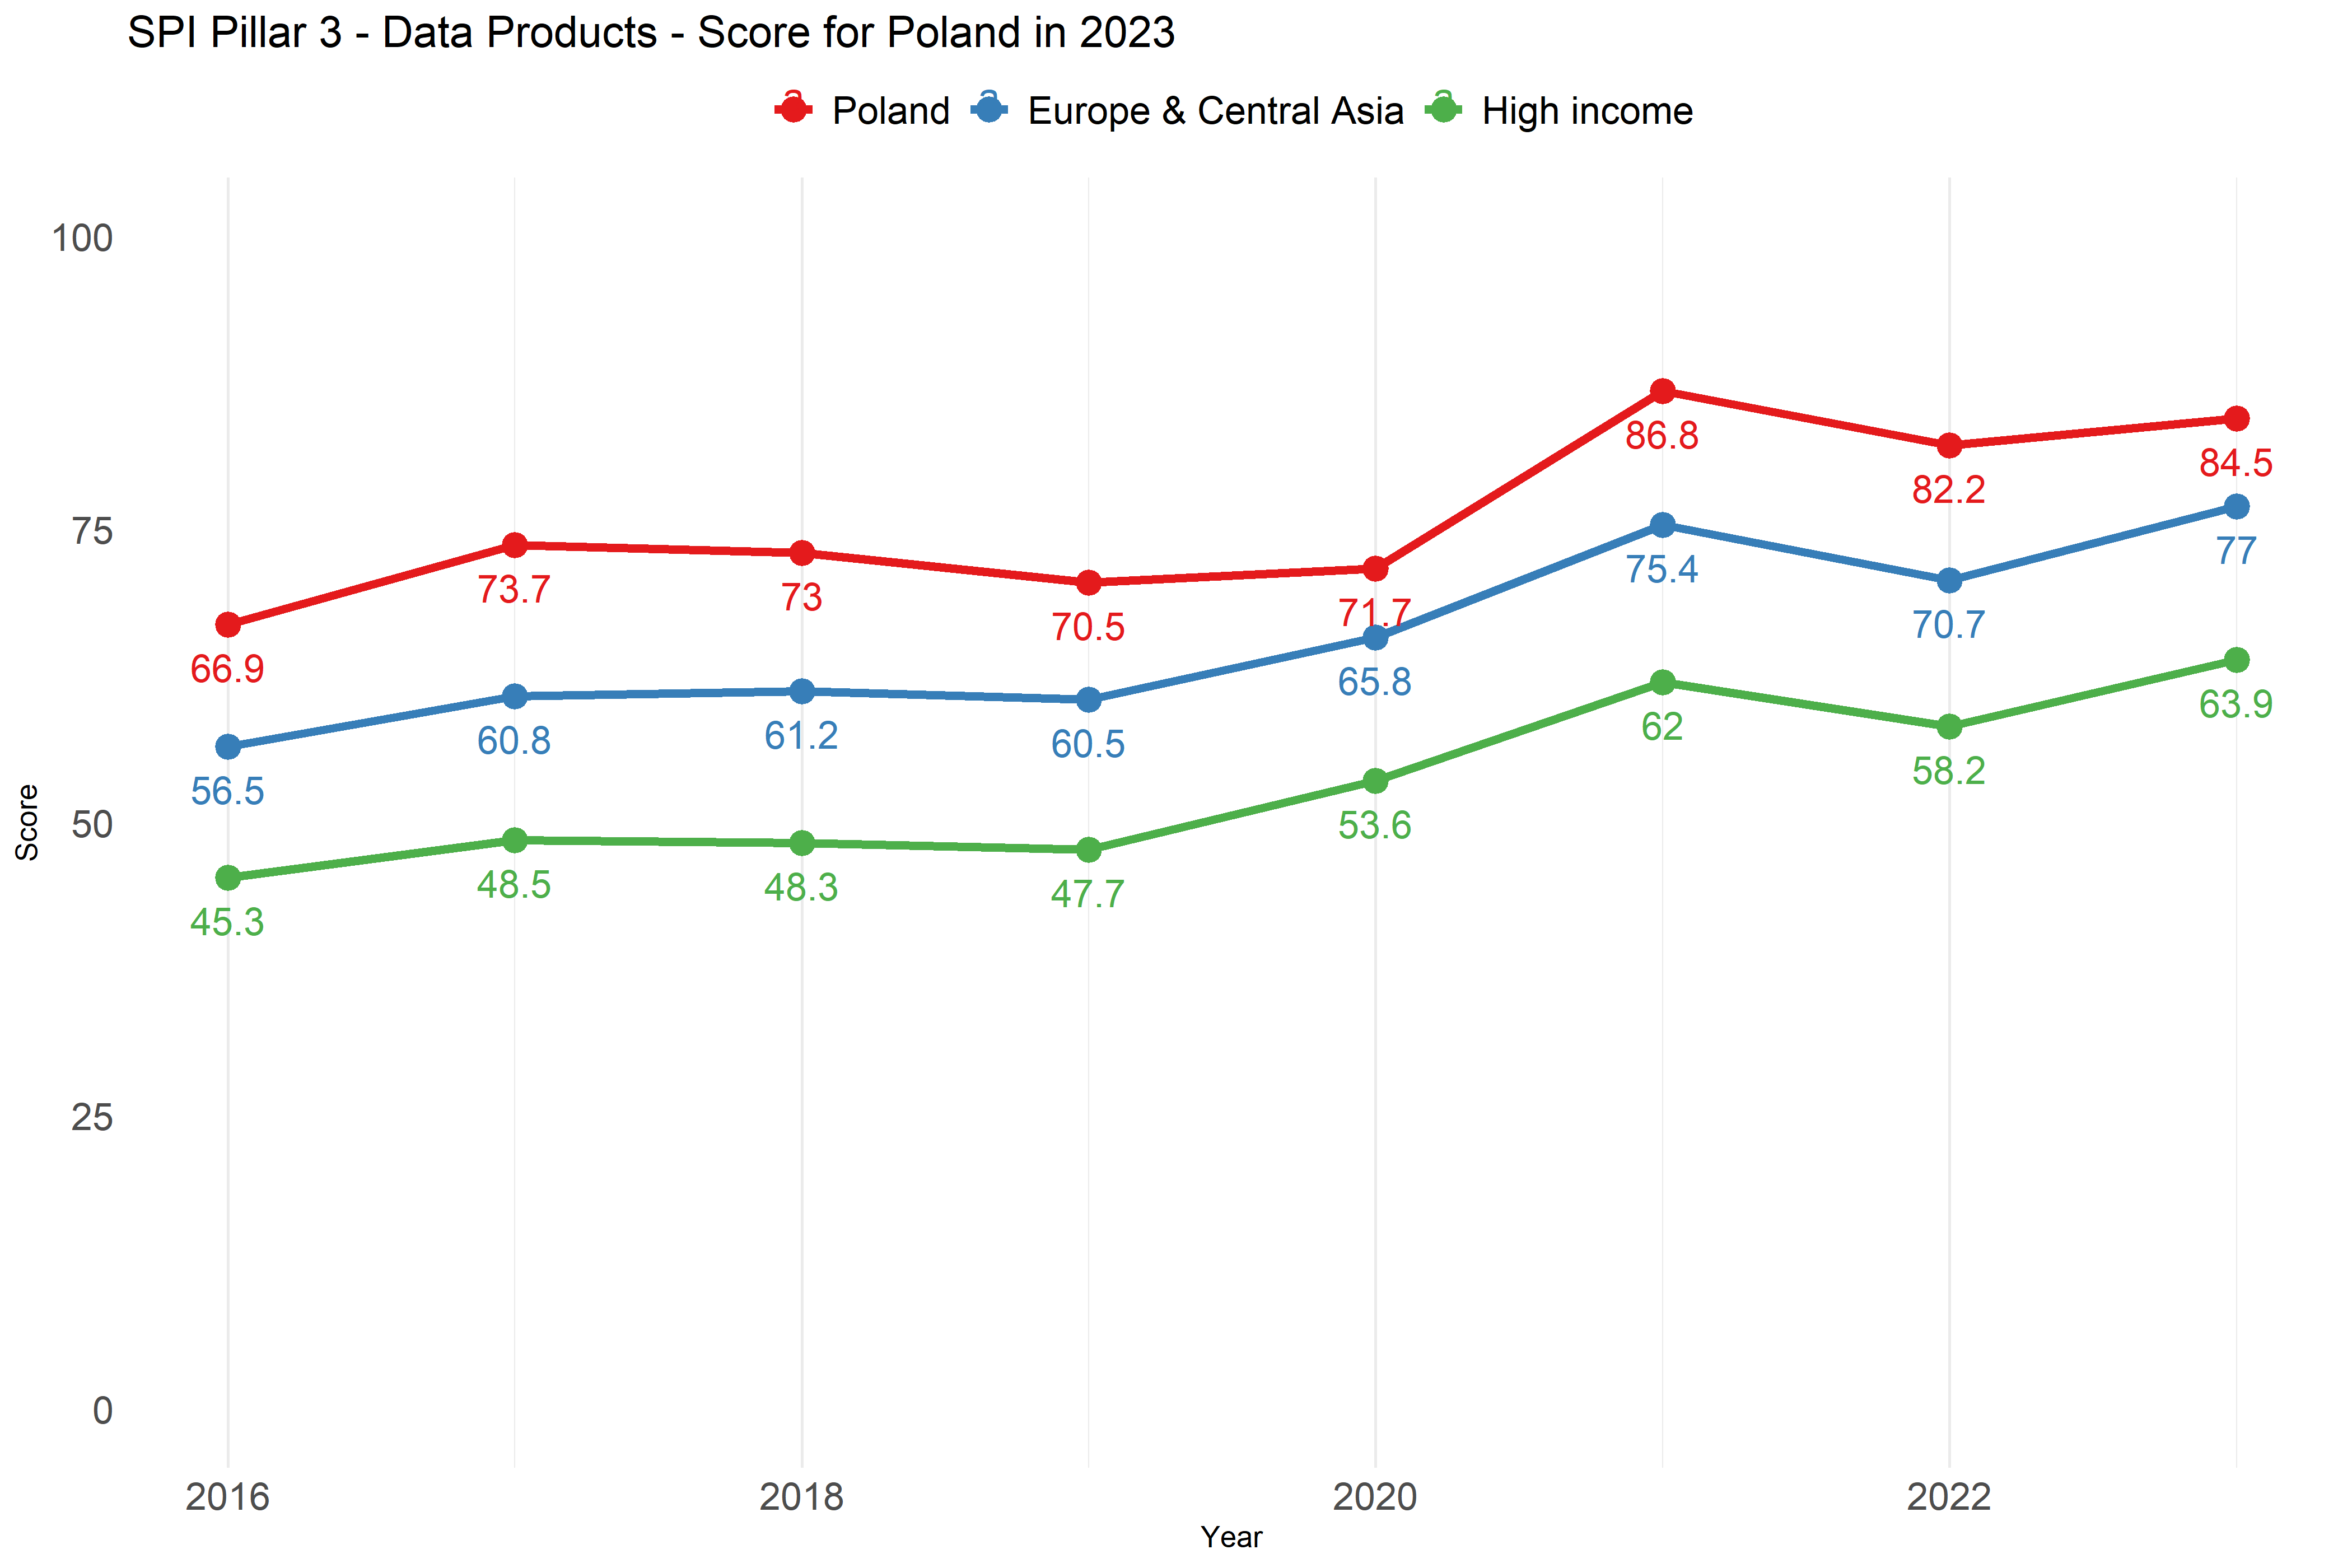 SPI Pillar 3 - Data Products - Score for Poland in 2023
Poland Europe & Central Asia High income
100
75
50
25
0
Score
66.9 73.7 73 70.5 71.7 86.8 82.2 84.5
56.5 60.8 61.2 60.5 65.8 75.4 70.7 77
45.3 48.5 48.3 47.7 53.6 62 58.2 63.9
2016 2018 2020 2022
Year